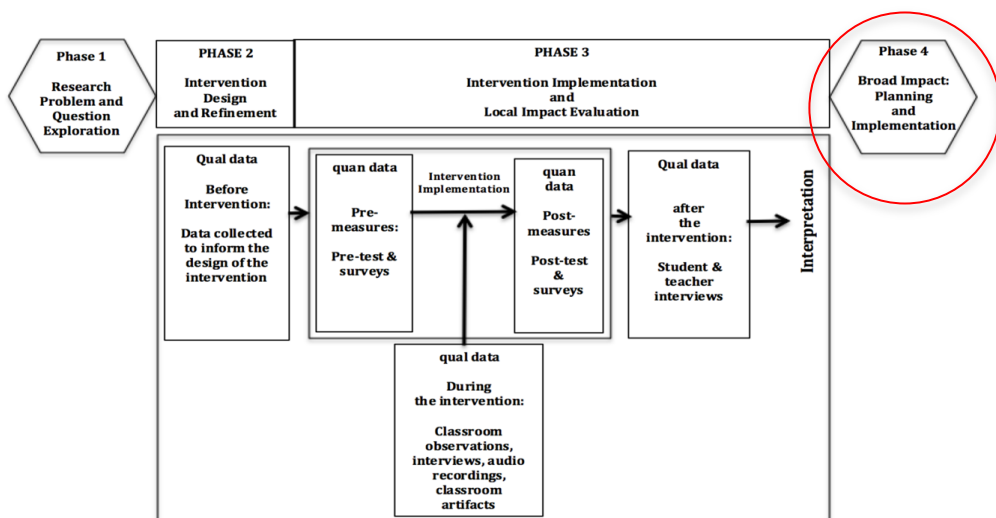 Phase 1
Research
Problem and
Question
Exploration
PHASE 2
Intervention
Design
and Refinement
PHASE 3
Intervention Implementation
and
Local Impact Evaluation
Phase 4
Broad Impact:
Planning
and
Implementation
Qual data
Before
Intervention:
Data collected
to inform the
design of the
intervention
quan data
Pre-
measures:
Pre-test &
surveys
Intervention
Implementation
quan
data
Post-
measures
Post-test
&
surveys
Qual data
after
the
intervention:
Student &
teacher
interviews
Interpretation
qual data
During
the intervention:
Classroom
observations,
interviews, audio
recordings,
classroom
artifacts